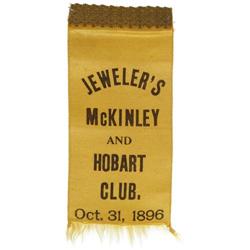 JEWELER'S
McKINLEY
AND
HOBART
CLUB.
Oct. 31, 1896